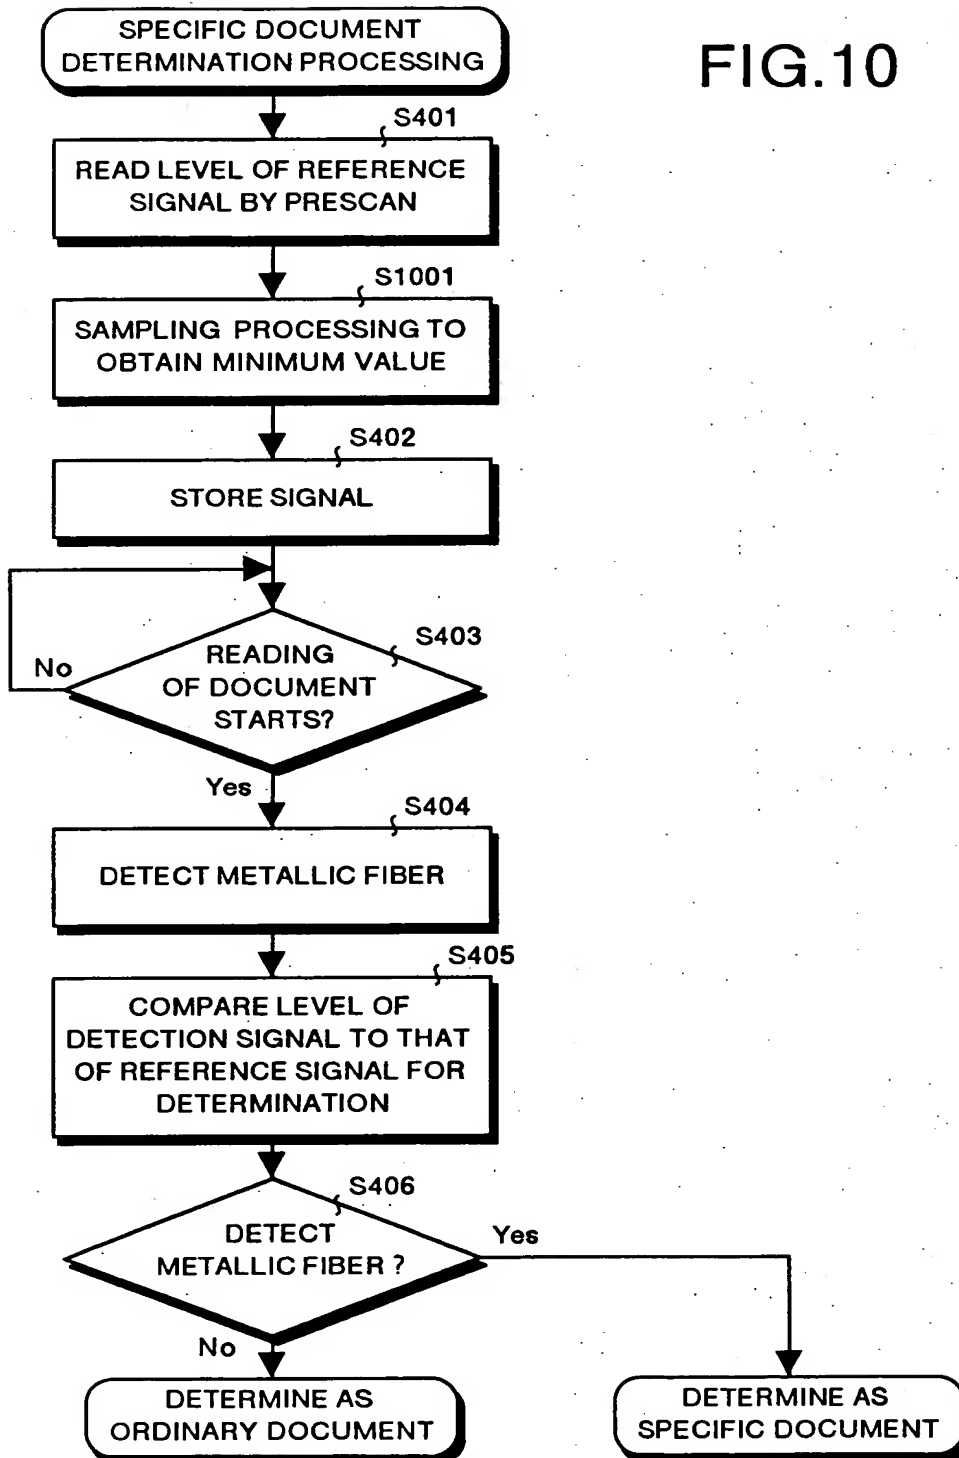 SPECIFIC DOCUMENT
DETERMINATION PROCESSING
FIG.10
S401
READ LEVEL OF REFERENCE
SIGNAL BY PRESCAN
S1001
SAMPLING PROCESSING TO
OBTAIN MINIMUM VALUE
S402
STORE SIGNAL
S403
READING
OF DOCUMENT
STARTS?
No
Yes
S404
DETECT METALLIC FIBER
S405
COMPARE LEVEL OF
DETECTION SIGNAL TO THAT
OF REFERENCE SIGNAL FOR
DETERMINATION
S406
DETECT
METALLIC FIBER ?
Yes
No
DETERMINE AS
ORDINARY DOCUMENT
DETERMINE AS
SPECIFIC DOCUMENT